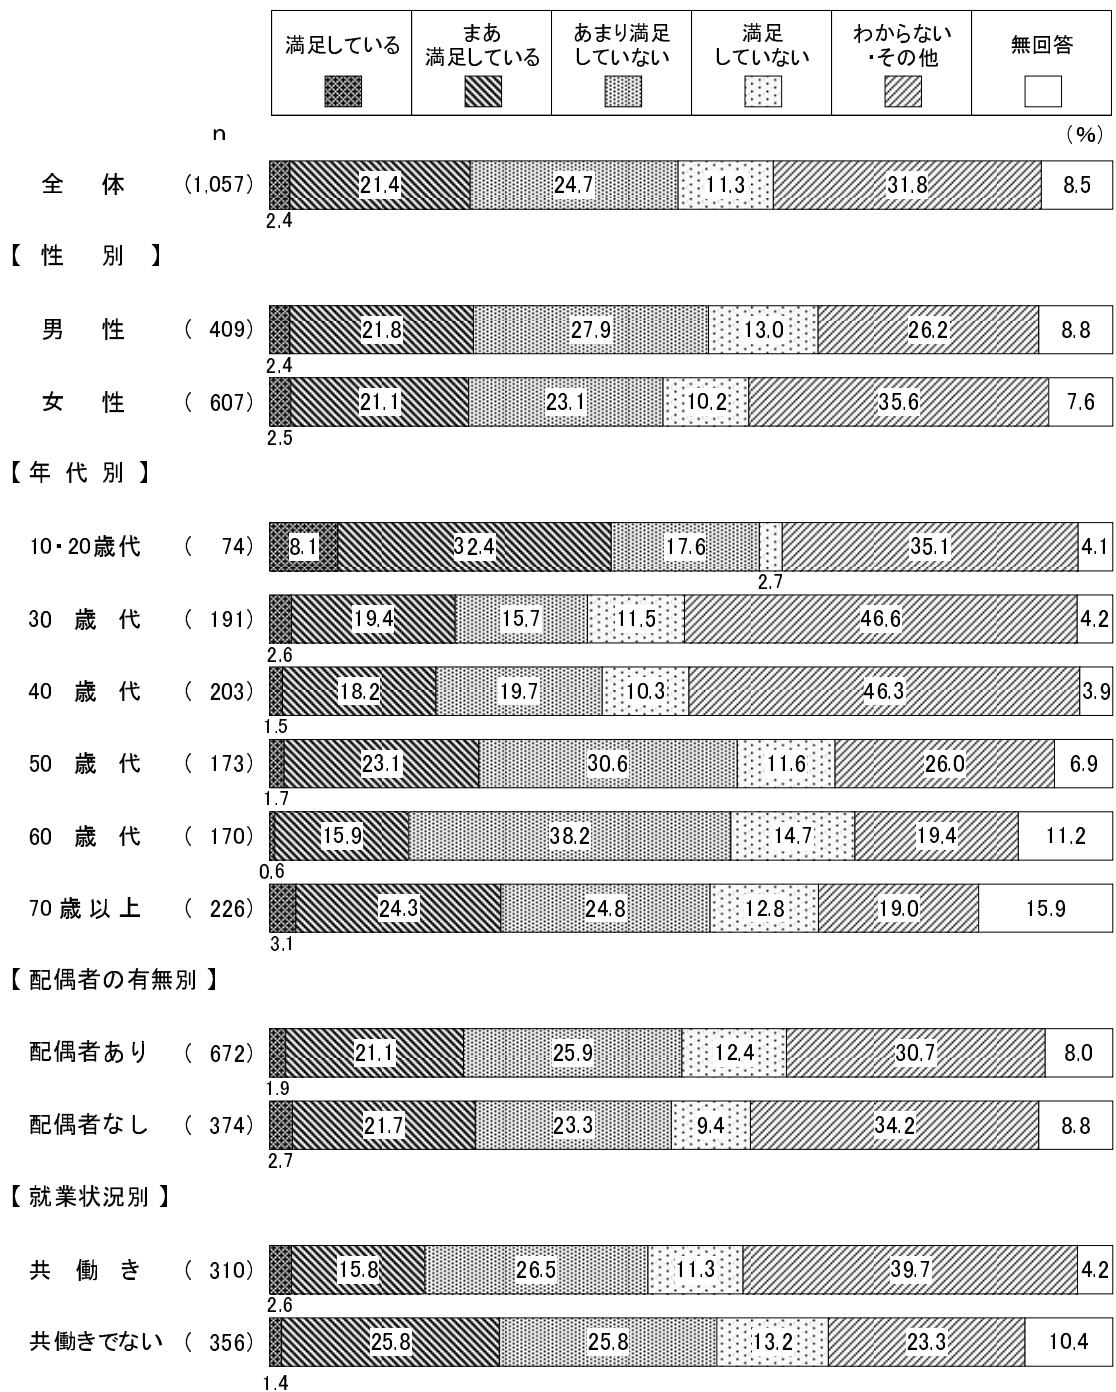 満足している
まあ
満足している
あまり満足
していない
満足
していない
わからない
・その他
無回答
n
(%)
全 体 (1,057) 21.4 24.7 11.3 31.8 8.5
2.4
【 性 別 】
男 性 ( 409) 21.8 27.9 13.0 26.2 8.8
2.4
女 性 ( 607) 21.1 23.1 10.2 35.6 7.6
2.5
【 年 代 別 】
10・20歳代 ( 74) 8.1 32.4 17.6 35.1 4.1
2.7
30 歳 代 ( 191) 19.4 15.7 11.5 46.6 4.2
2.6
40 歳 代 ( 203) 18.2 19.7 10.3 46.3 3.9
1.5
50 歳 代 ( 173) 23.1 30.6 11.6 26.0 6.9
1.7
60 歳 代 ( 170) 15.9 38.2 14.7 19.4 11.2
0.6
70 歳 以 上 ( 226) 24.3 24.8 12.8 19.0 15.9
3.1
【 配偶者の有無別 】
配偶者あり ( 672) 21.1 25.9 12.4 30.7 8.0
1.9
配偶者なし ( 374) 21.7 23.3 9.4 34.2 8.8
2.7
【 就業状況別 】
共 働 き ( 310) 15.8 26.5 11.3 39.7 4.2
2.6
共働きでない ( 356) 25.8 25.8 13.2 23.3 10.4
1.4